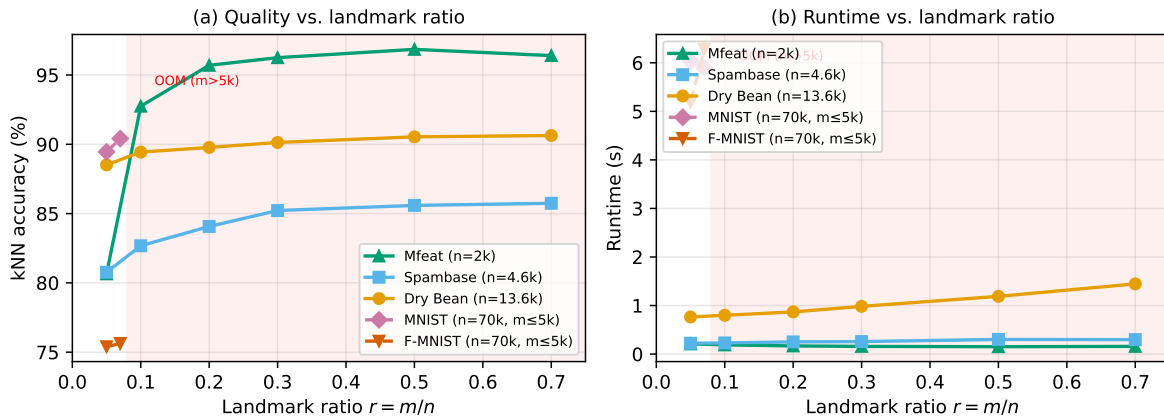 (a) Quality vs. landmark ratio
kNN accuracy (%)
95
90
85
80
75
OOM (m>5k)
Mfeat (n=2k)
Spambase (n=4.6k)
Dry Bean (n=13.6k)
MNIST (n=70k, m≤5k)
F-MNIST (n=70k, m≤5k)
0.0 0.1 0.2 0.3 0.4 0.5 0.6 0.7
Landmark ratio r = m/n
(b) Runtime vs. landmark ratio
Runtime (s)
6
5
4
3
2
1
0
Mfeat (n=2k)
Spambase (n=4.6k)
Dry Bean (n=13.6k)
MNIST (n=70k, m≤5k)
F-MNIST (n=70k, m≤5k)
0.0 0.1 0.2 0.3 0.4 0.5 0.6 0.7
Landmark ratio r = m/n